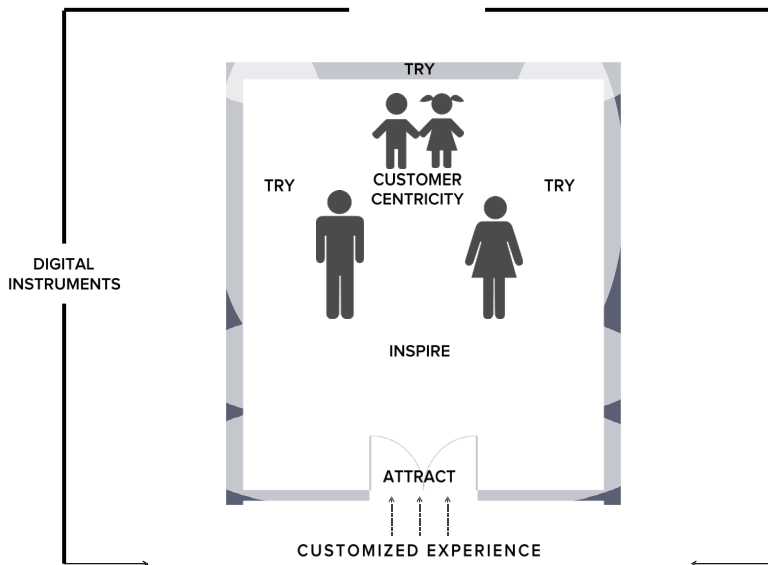 TRY
CUSTOMER
CENTRICITY
TRY
TRY
DIGITAL
INSTRUMENTS
INSPIRE
ATTRACT
CUSTOMIZED EXPERIENCE